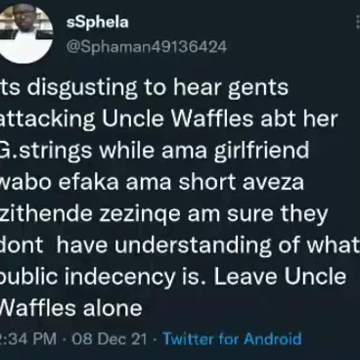 sSphela
@Sphaman49136424
ts disgusting to hear gents
attacking Uncle Waffles abt her
G.strings while ama girlfriend
wabo efaka ama short aveza
izithende zezinqe am sure they
dont have understanding of what
public indecency is. Leave Uncle
Waffles alone
2:34 PM · 08 Dec 21 · Twitter for Android